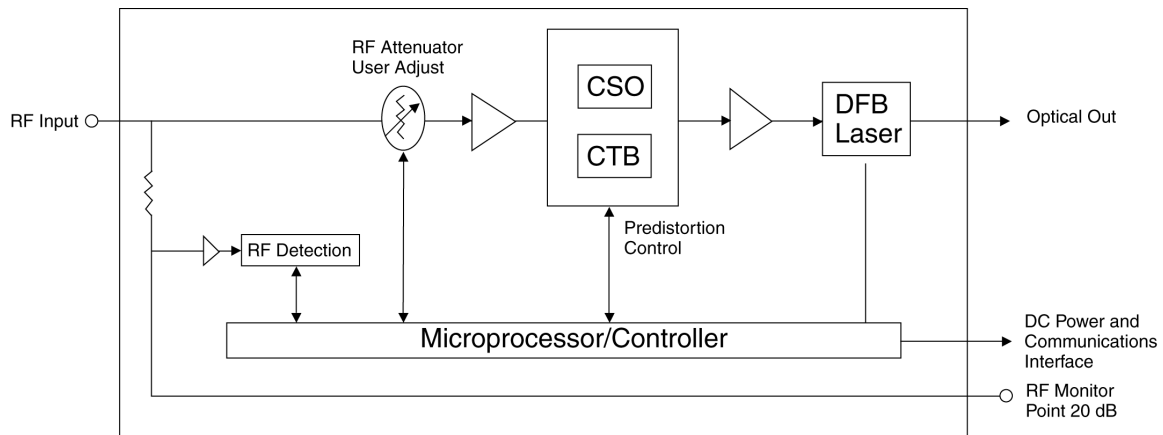 RF Attenuator
User Adjust
CSO
CTB
RF Input
DFB
Laser
Optical Out
Predistortion
Control
RF Detection
Microprocessor/Controller
DC Power and
Communications
Interface
RF Monitor
Point 20 dB